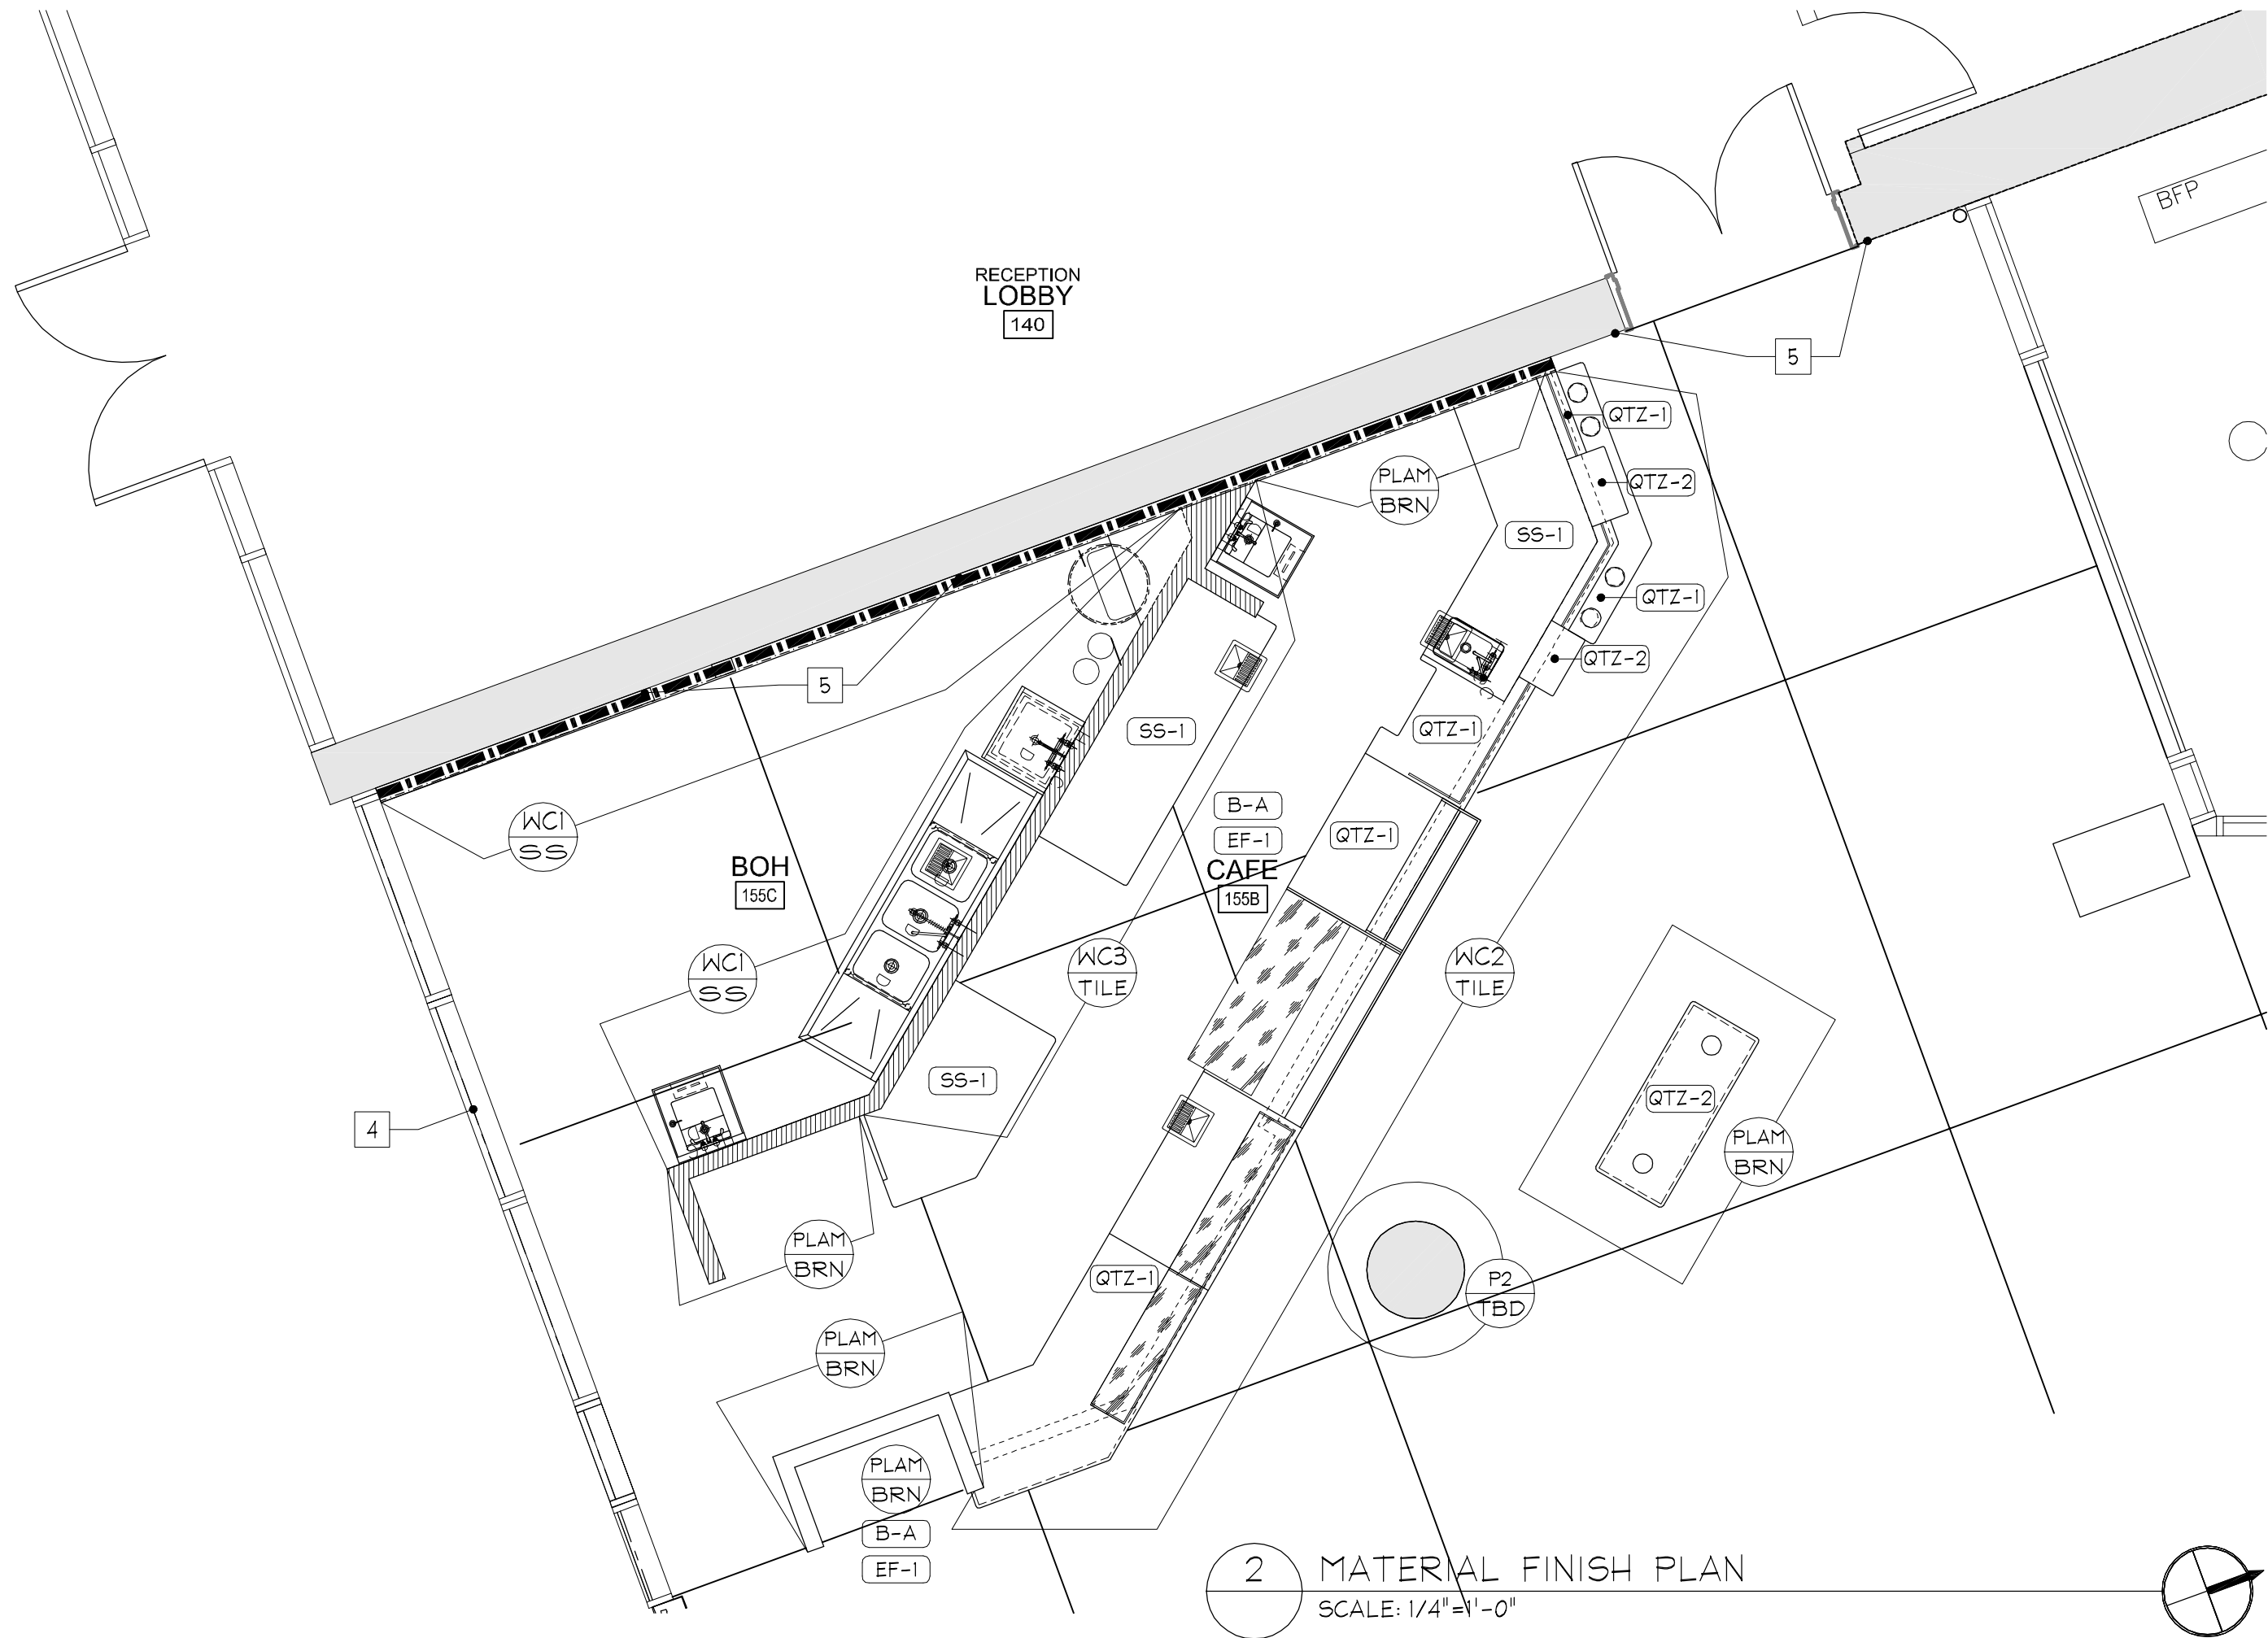 BFP
RECEPTION
LOBBY
140
5
QTZ-1
PLAM
BRN
QTZ-2
SS-1
QTZ-1
QTZ-2
5
SS-1
QTZ-1
WC1
SS
B-A
EF-1
QTZ-1
BOH
155C
CAFE
155B
WC1
SS
WC3
TILE
WC2
TILE
SS-1
QTZ-2
4
PLAM
BRN
PLAM
BRN
QTZ-1
P2
TBD
PLAM
BRN
PLAM
BRN
B-A
EF-1
2
MATERIAL FINISH PLAN
SCALE: 1/4"=1'-0"